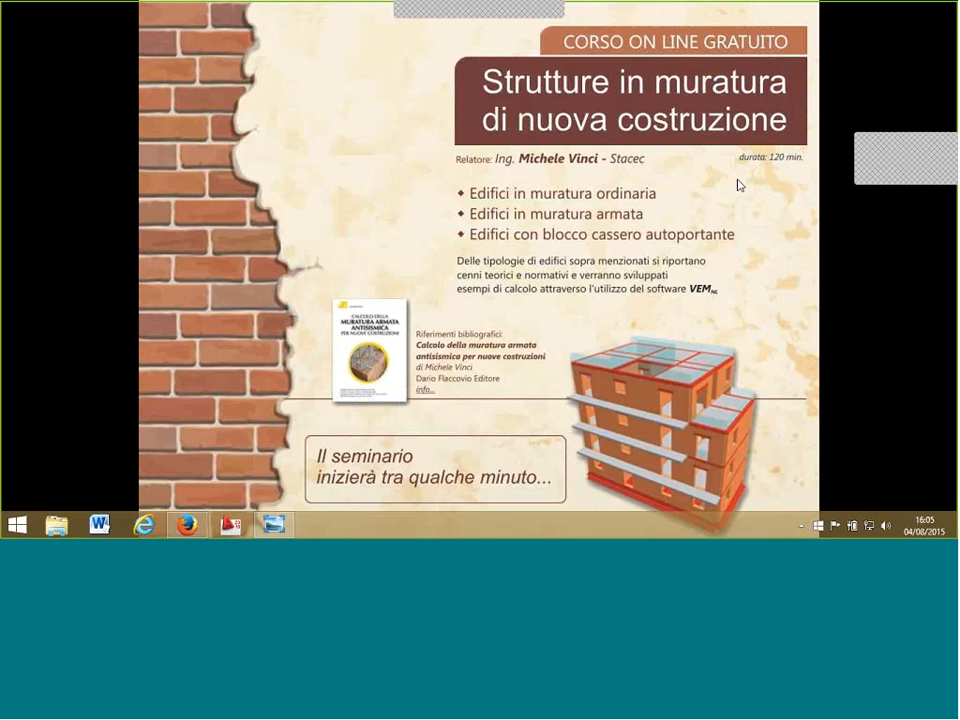 CORSO ON LINE GRATUITO
Strutture in muratura
di nuova costruzione
Relatore: Ing. Michele Vinci - Stacec
durata: 120 min.
Edifici in muratura ordinaria
Edifici in muratura armata
Edifici con blocco cassero autoportante
Delle tipologie di edifici sopra menzionati si riportano
cenni teorici e normativi e verranno sviluppati
esempi di calcolo attraverso l'utilizzo del software VEMNL
CALCOLO DELLA
MURATURA ARMATA
ANTISISMICA
PER NUOVE COSTRUZIONI
Riferimenti bibliografici:
Calcolo della muratura armata
antisismica per nuove costruzioni
di Michele Vinci
Dario Flaccovio Editore
info...
Il seminario
inizierà tra qualche minuto...
16:05
04/08/2015